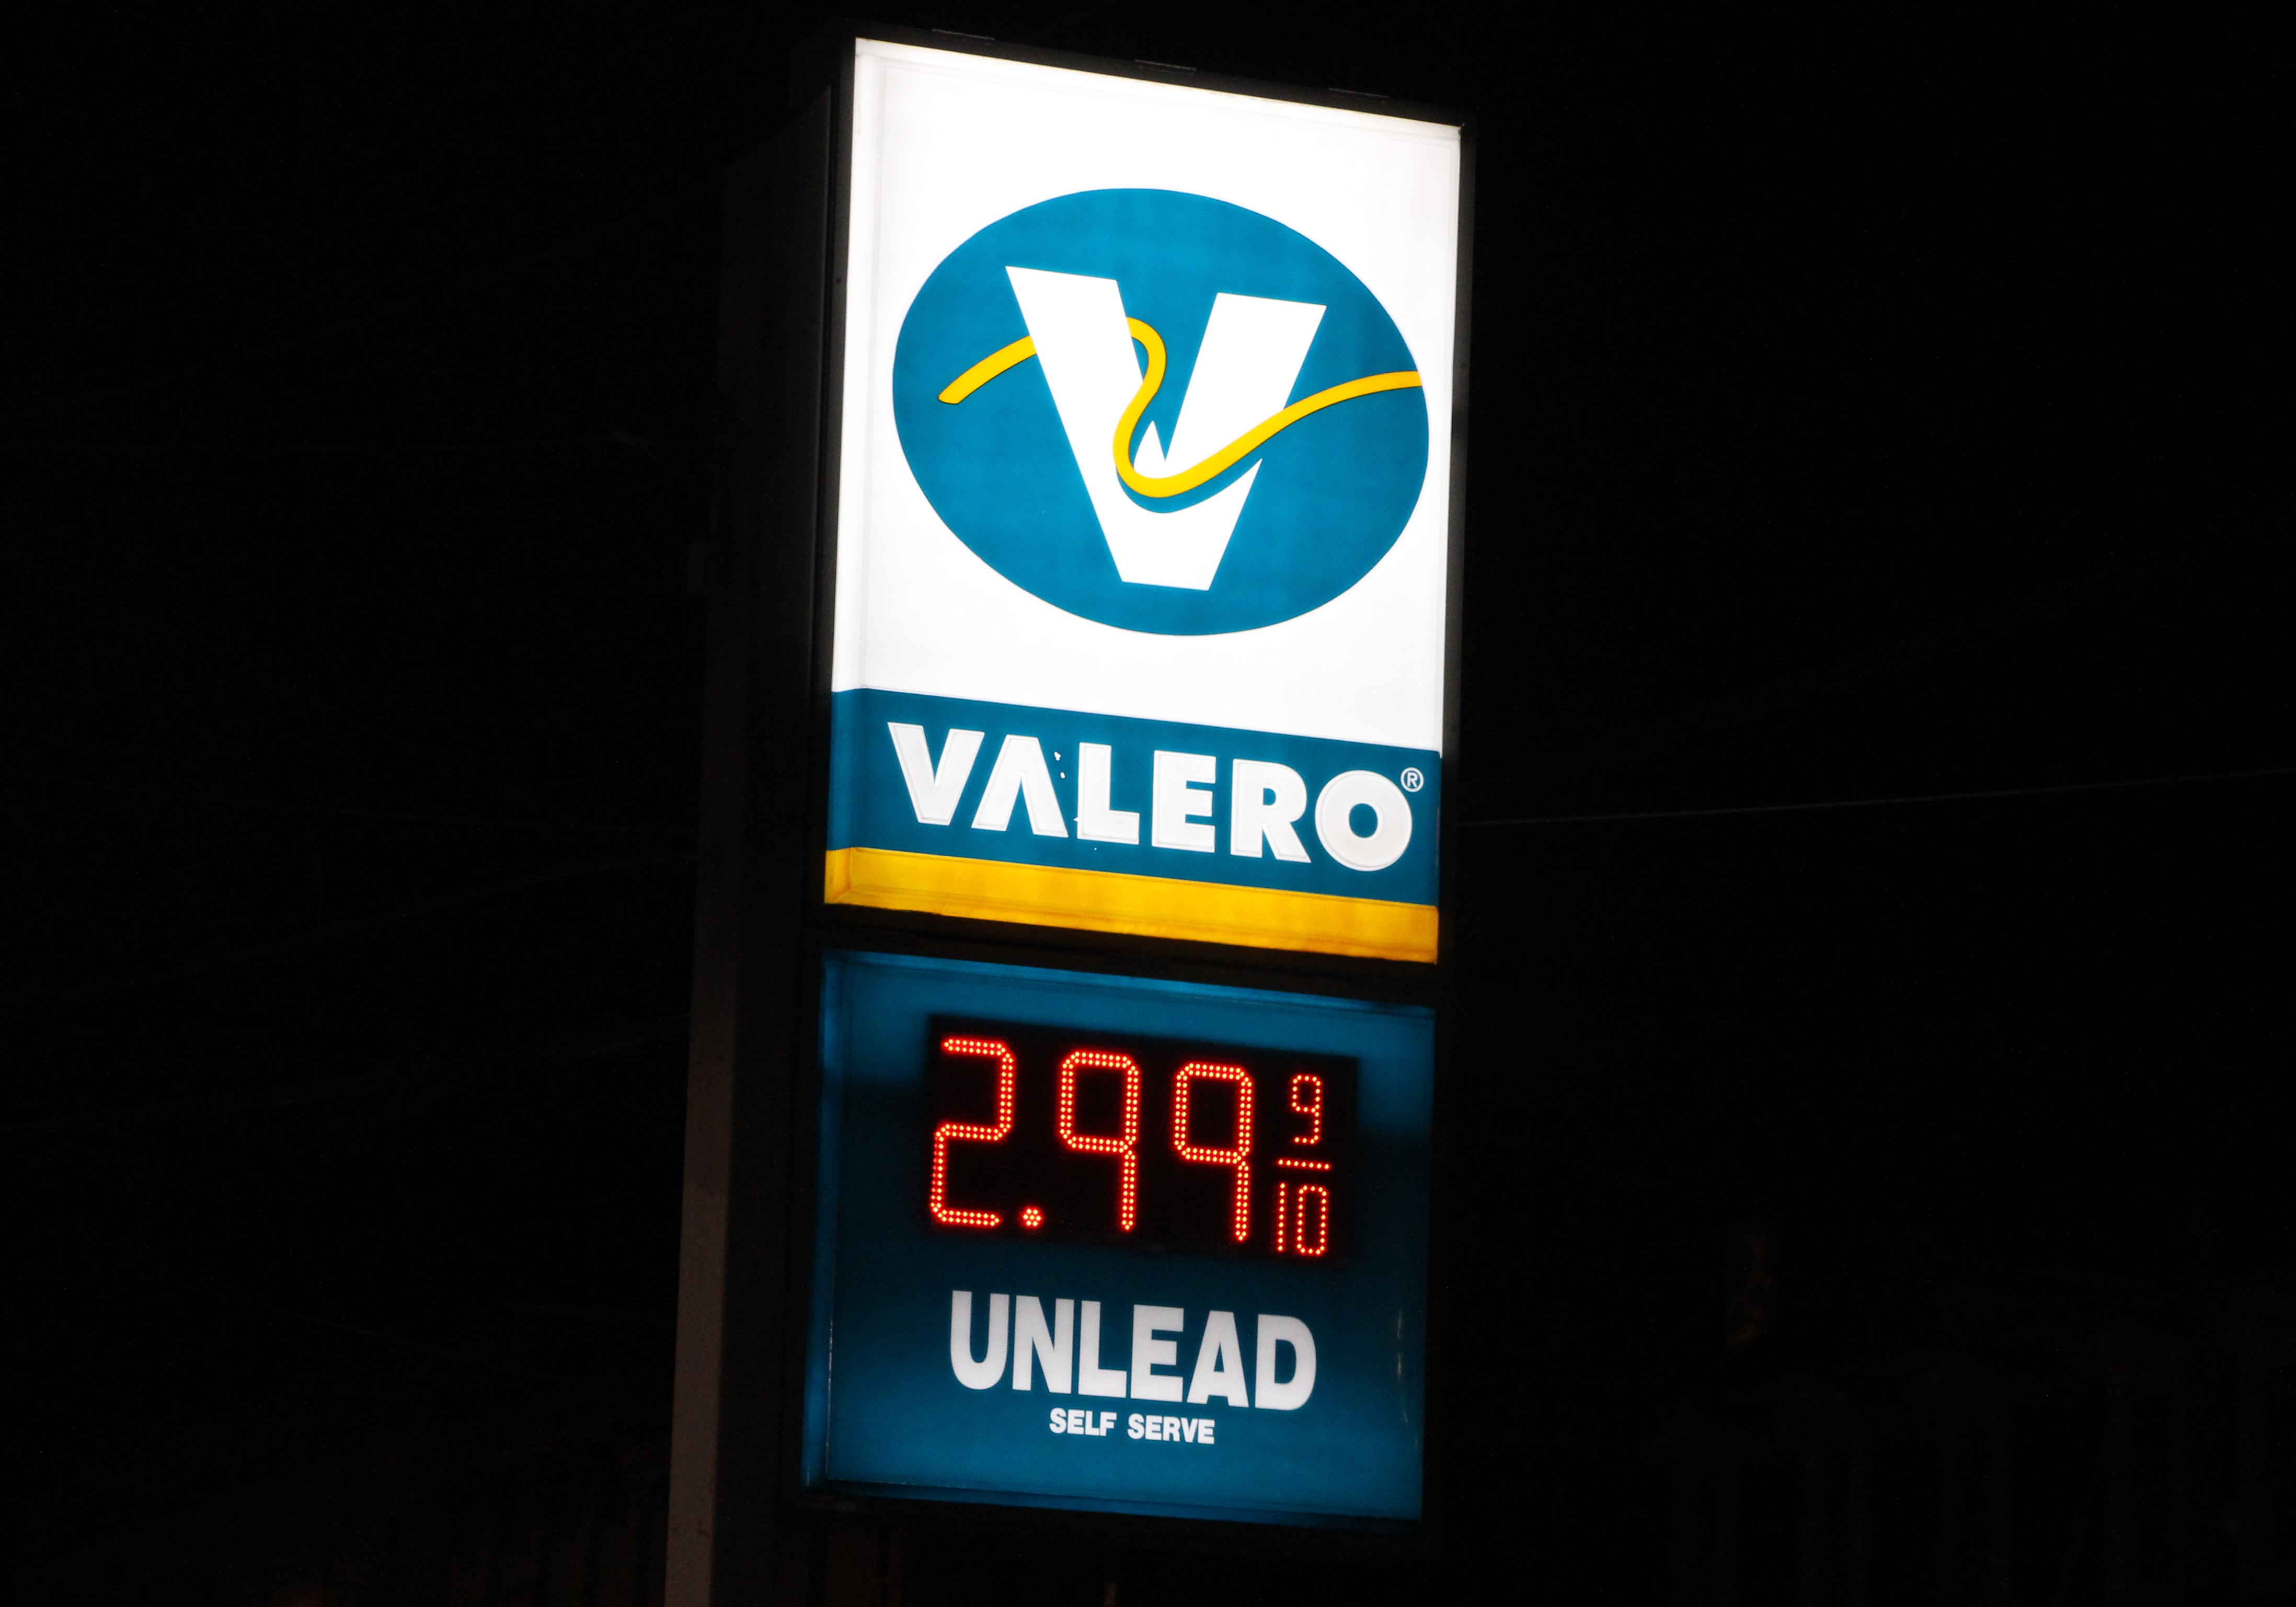 V
VALERO®
2.99 9/10
UNLEAD
SELF SERVE